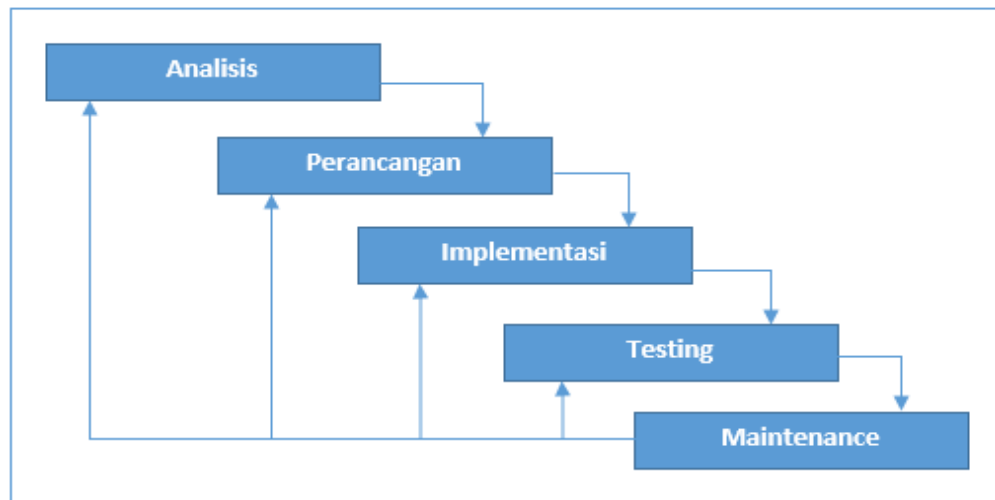 Analisis
Perancangan
Implementasi
Testing
Maintenance